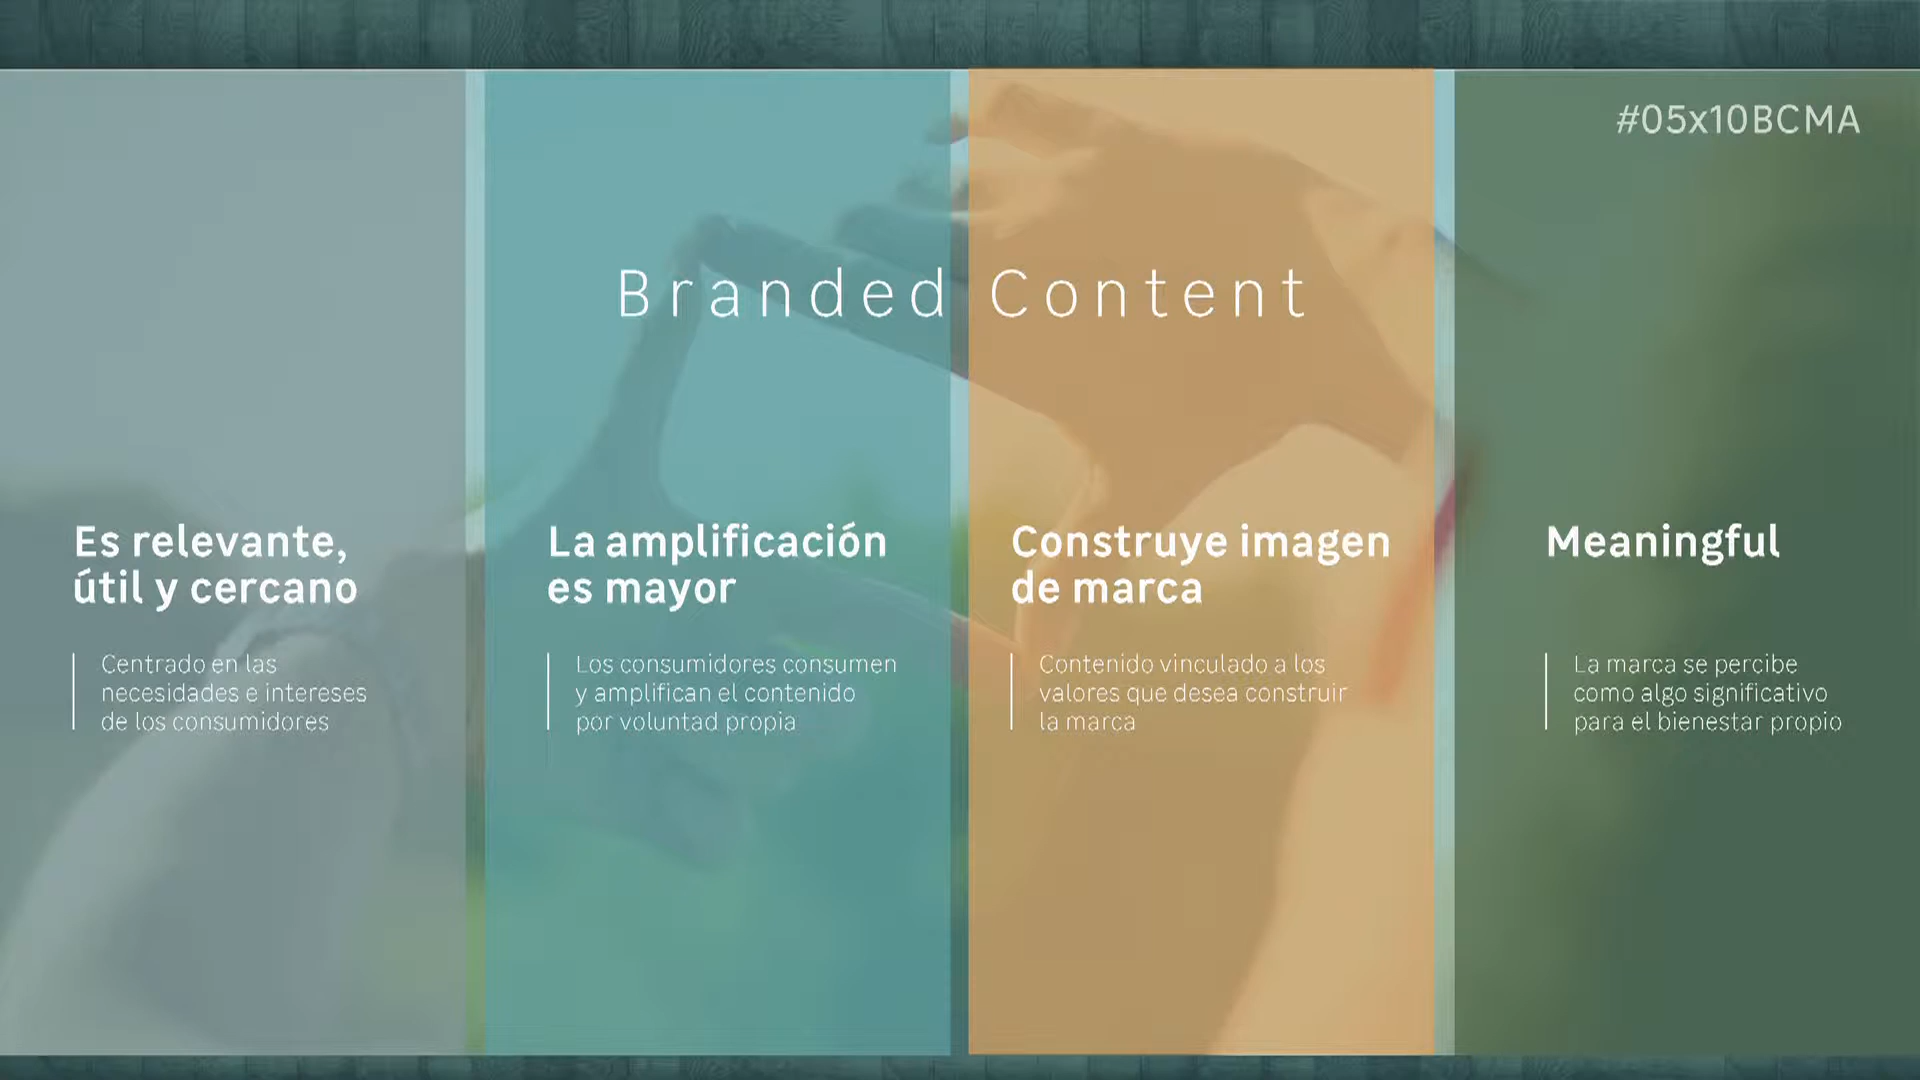 #05x10BCMA
Branded Content
Es relevante,
útil y cercano
Centrado en las
necesidades e intereses
de los consumidores
La amplificación
es mayor
Los consumidores consumen
y amplifican el contenido
por voluntad propia
Construye imagen
de marca
Contenido vinculado a los
valores que desea construir
la marca
Meaningful
La marca se percibe
como algo significativo
para el bienestar propio